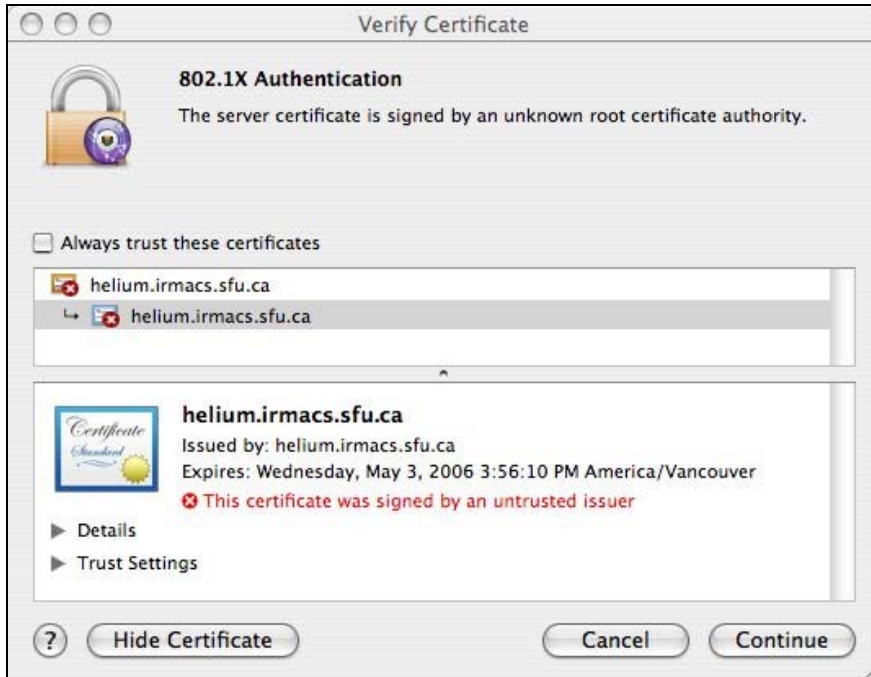 Verify Certificate
802.1X Authentication
The server certificate is signed by an unknown root certificate authority.
Always trust these certificates
helium.irmacs.sfu.ca
helium.irmacs.sfu.ca
Certificate
Standard
helium.irmacs.sfu.ca
Issued by: helium.irmacs.sfu.ca
Expires: Wednesday, May 3, 2006 3:56:10 PM America/Vancouver
This certificate was signed by an untrusted issuer
Details
Trust Settings
? Hide Certificate Cancel Continue